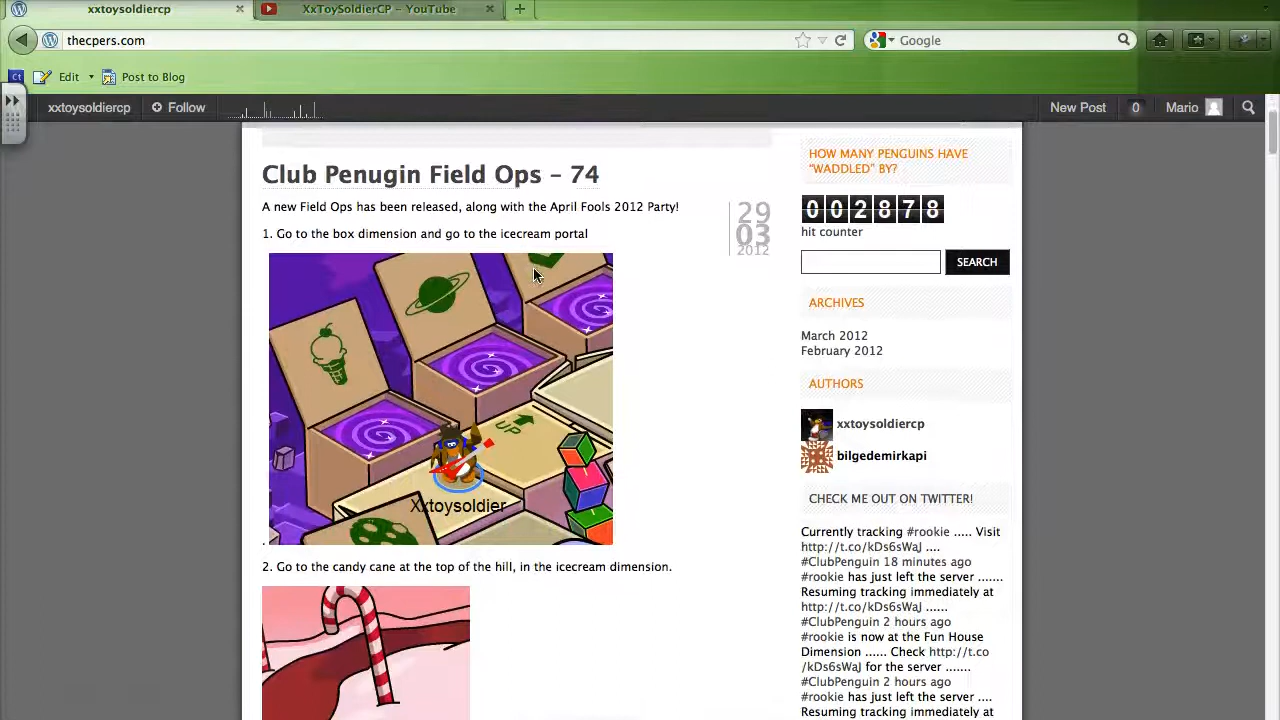 xxtoysoldiercp
XxToySoldierCP – YouTube
thecpers.com
Google
Ct
Edit
Post to Blog
xxtoysoldiercp
Follow
New Post
0
Mario
Club Penugin Field Ops – 74
A new Field Ops has been released, along with the April Fools 2012 Party!
29
03
2012
1. Go to the box dimension and go to the icecream portal
UP
Xxtoysoldier
.
2. Go to the candy cane at the top of the hill, in the icecream dimension.
HOW MANY PENGUINS HAVE
“WADDLED” BY?
002878
hit counter
SEARCH
ARCHIVES
March 2012
February 2012
AUTHORS
xxtoysoldiercp
bilgedemirkapi
CHECK ME OUT ON TWITTER!
Currently tracking #rookie ..... Visit
http://t.co/kDs6sWaJ ....
#ClubPenguin 18 minutes ago
#rookie has just left the server .......
Resuming tracking immediately at
http://t.co/kDs6sWaJ ......
#ClubPenguin 2 hours ago
#rookie is now at the Fun House
Dimension ...... Check http://t.co
/kDs6sWaJ for the server .......
#ClubPenguin 2 hours ago
#rookie has just left the server ....
Resuming tracking immediately at